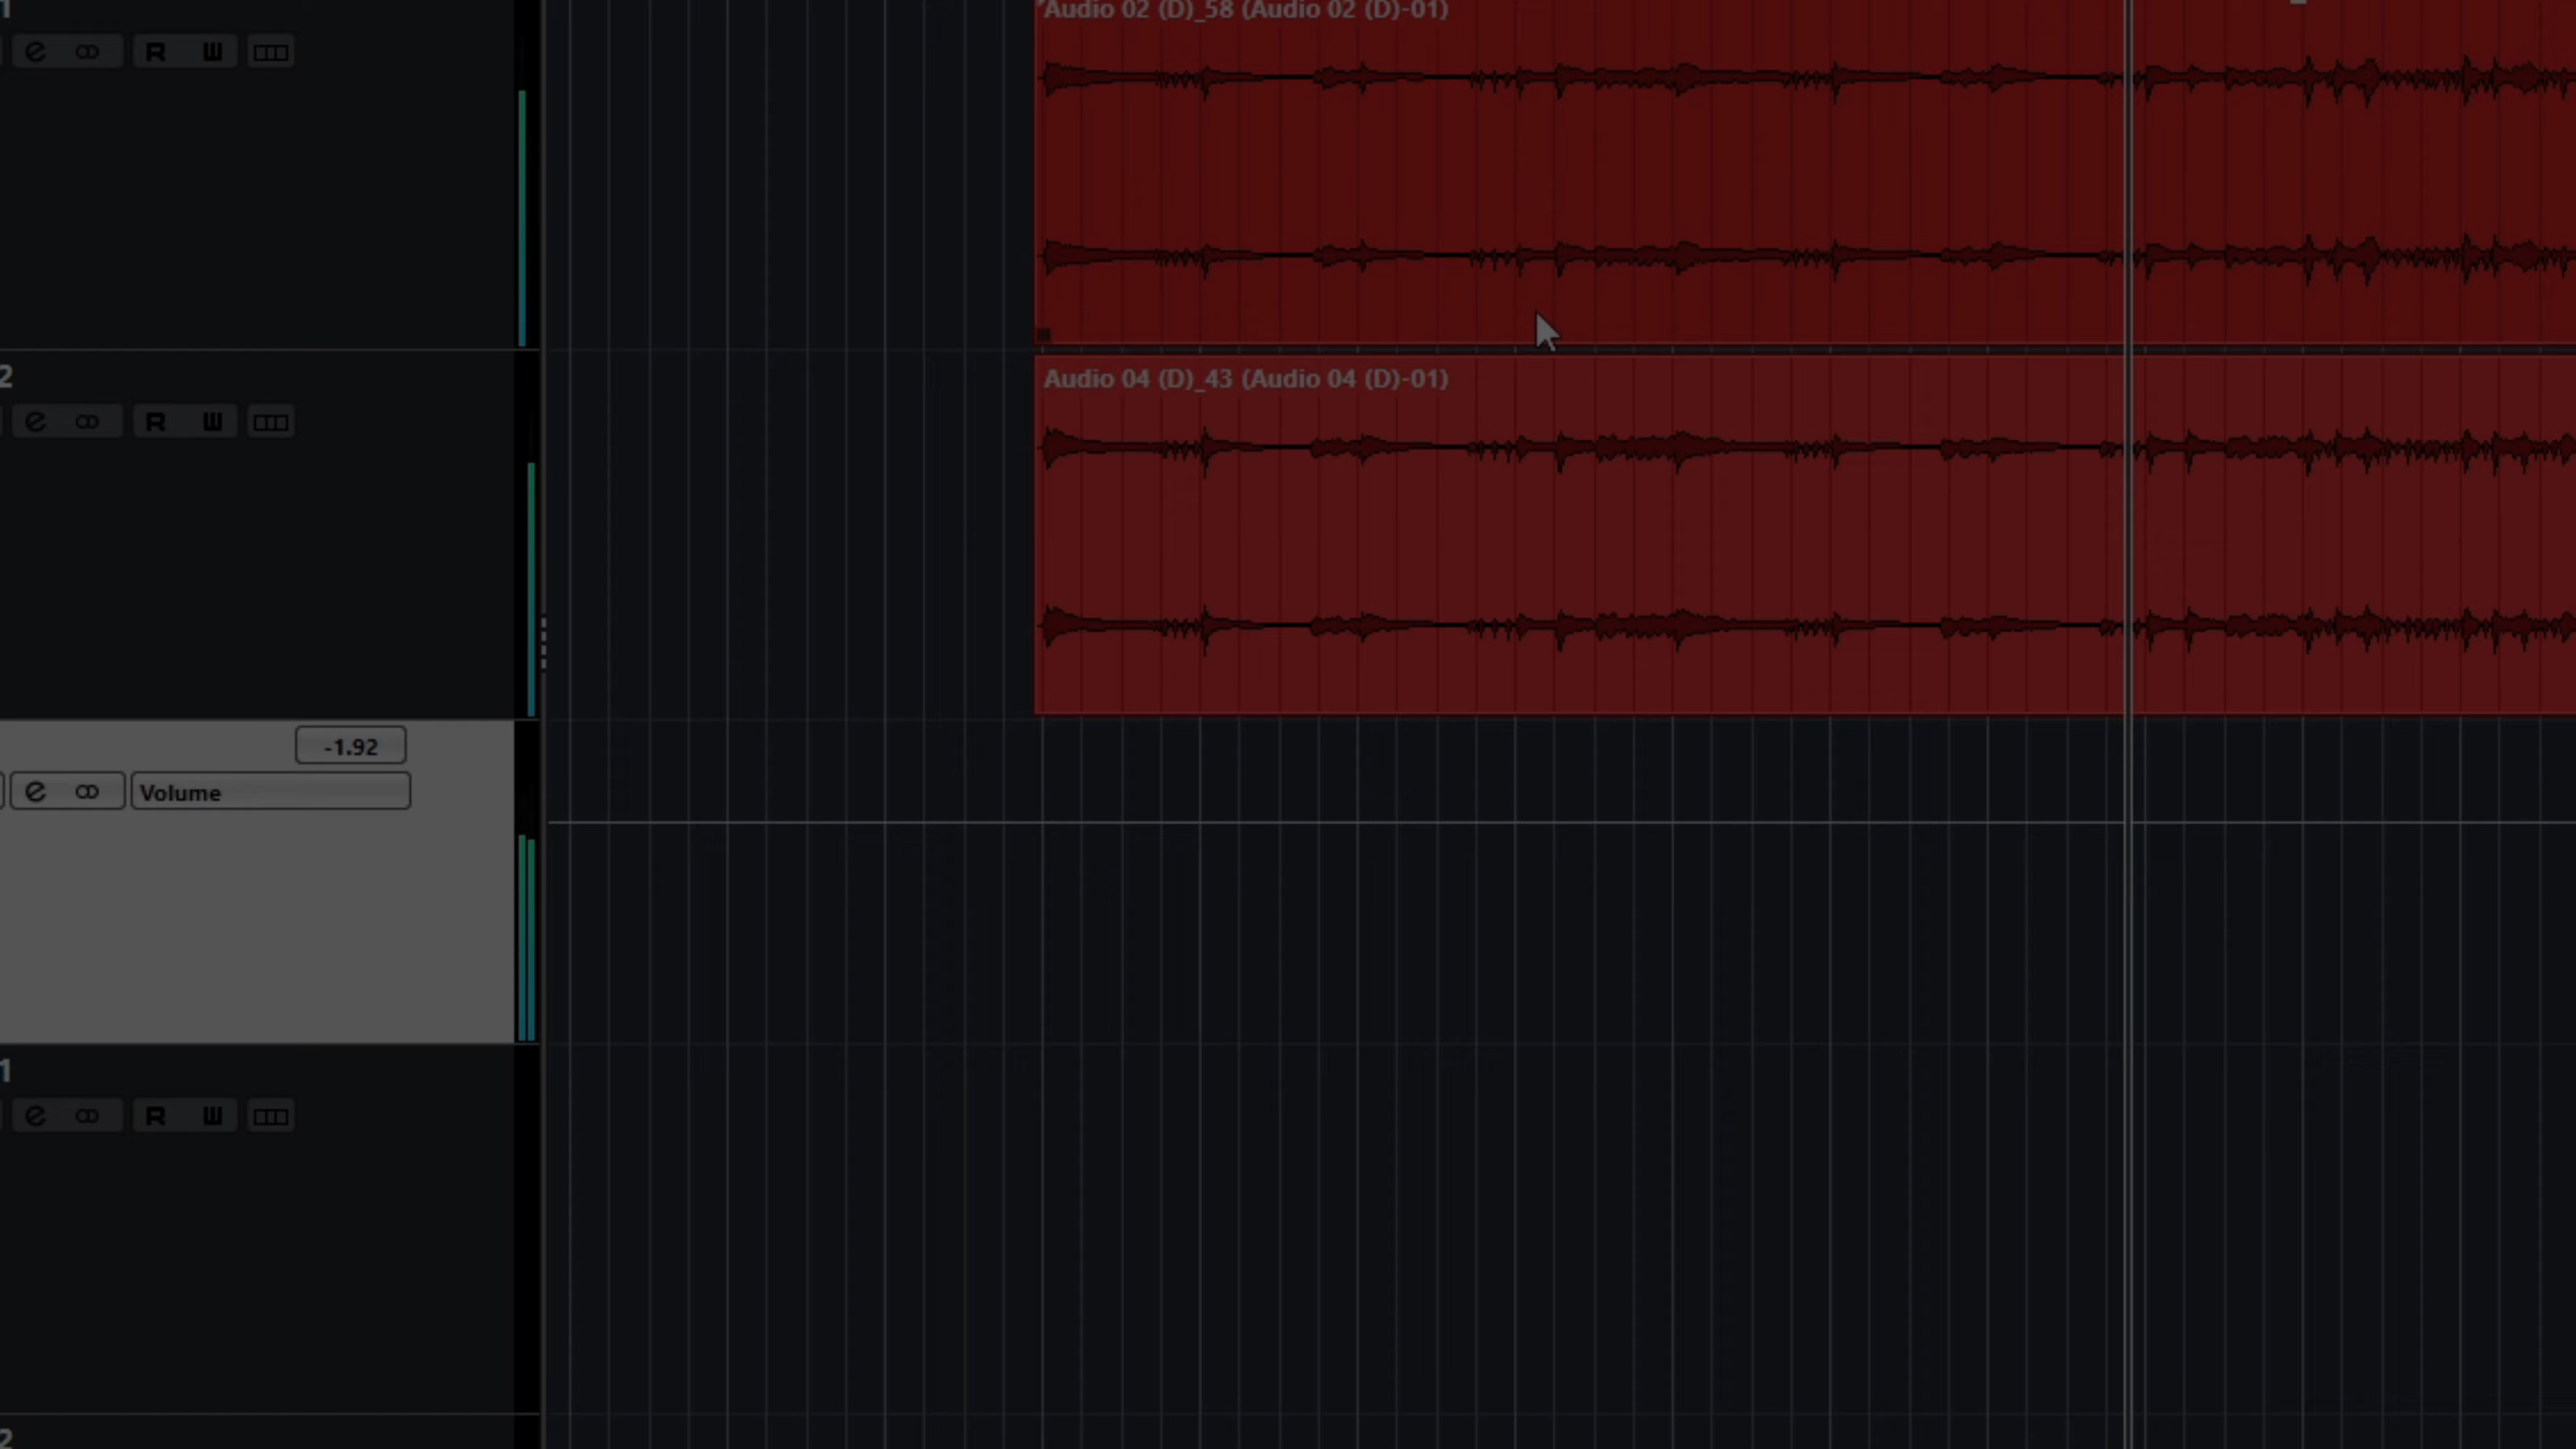 1
Audio 02 (D)_58 (Audio 02 (D)-01)
e R W
2
Audio 04 (D)_43 (Audio 04 (D)-01)
e R W
-1.92
e Volume
1
e R W
2